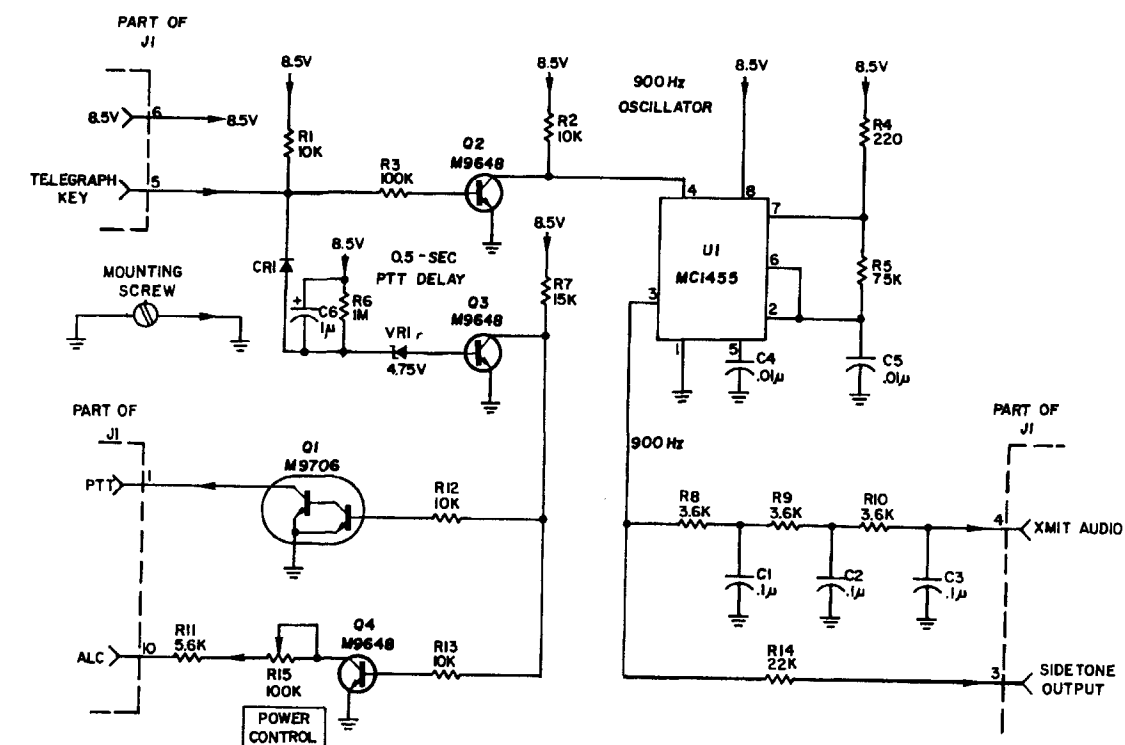 PART OF
J1
8.5V
6
8.5V
TELEGRAPH
KEY
5
8.5V
R1
10K
R3
100K
Q2
M9648
8.5V
R2
10K
900Hz
OSCILLATOR
8.5V
8.5V
R4
220
4
8
7
U1
MC1455
6
R5
75K
3
2
1
5
C4
.01µ
C5
.01µ
MOUNTING
SCREW
CR1
8.5V
0.5-SEC
PTT DELAY
+
C6
1µ
R6
1M
VR1
4.75V
Q3
M9648
8.5V
R7
15K
PART OF
J1
PTT
1
Q1
M9706
R12
10K
900Hz
R8
3.6K
R9
3.6K
R10
3.6K
PART OF
J1
4
XMIT AUDIO
C1
.1µ
C2
.1µ
C3
.1µ
ALC
10
R11
5.6K
R15
100K
POWER
CONTROL
Q4
M9648
R13
10K
R14
22K
3
SIDETONE
OUTPUT